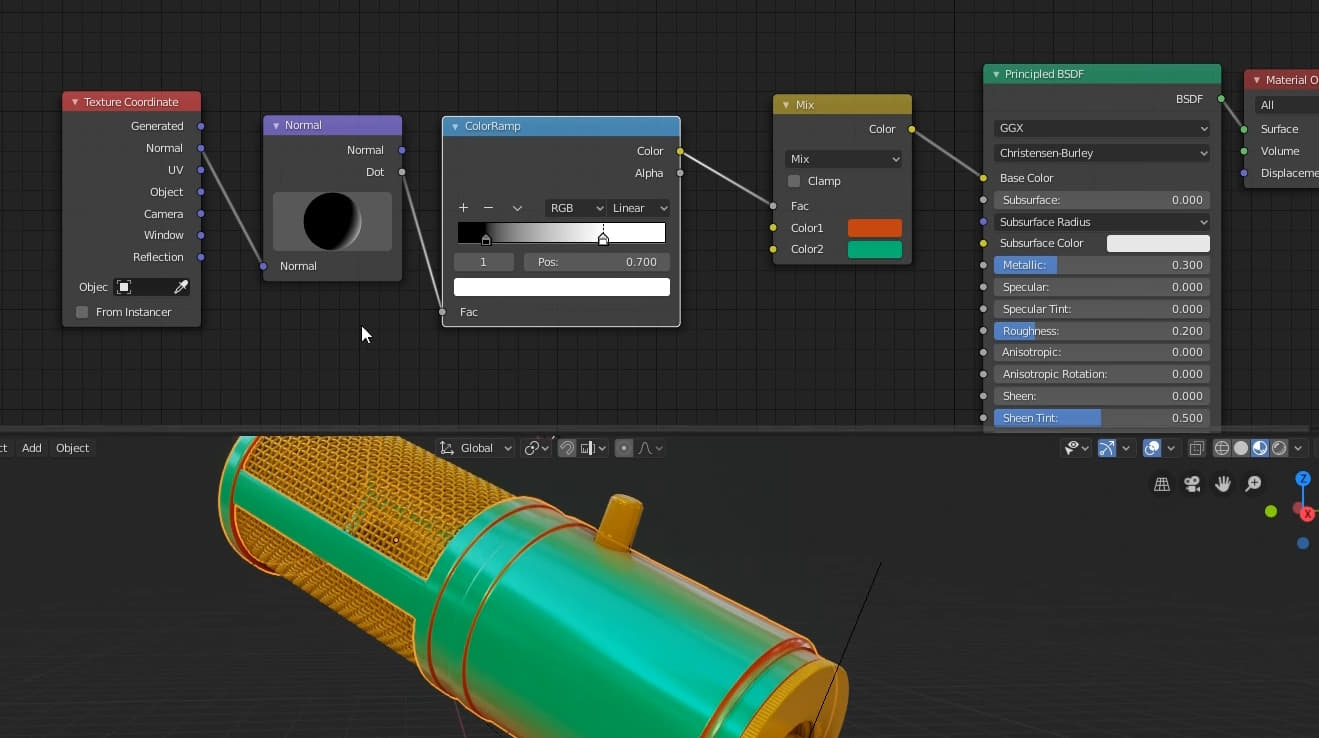 Texture Coordinate
Generated
Normal
UV
Object
Camera
Window
Reflection
Objec
From Instancer
Normal
Normal
Dot
Normal
ColorRamp
Color
Alpha
RGB
Linear
1
Pos: 0.700
Fac
Mix
Color
Mix
Clamp
Fac
Color1
Color2
Principled BSDF
BSDF
GGX
Christensen-Burley
Base Color
Subsurface: 0.000
Subsurface Radius
Subsurface Color
Metallic: 0.300
Specular: 0.000
Specular Tint: 0.000
Roughness: 0.200
Anisotropic: 0.000
Anisotropic Rotation: 0.000
Sheen: 0.000
Sheen Tint: 0.500
Material O
All
Surface
Volume
Displaceme
ct Add Object
Global
Z
X